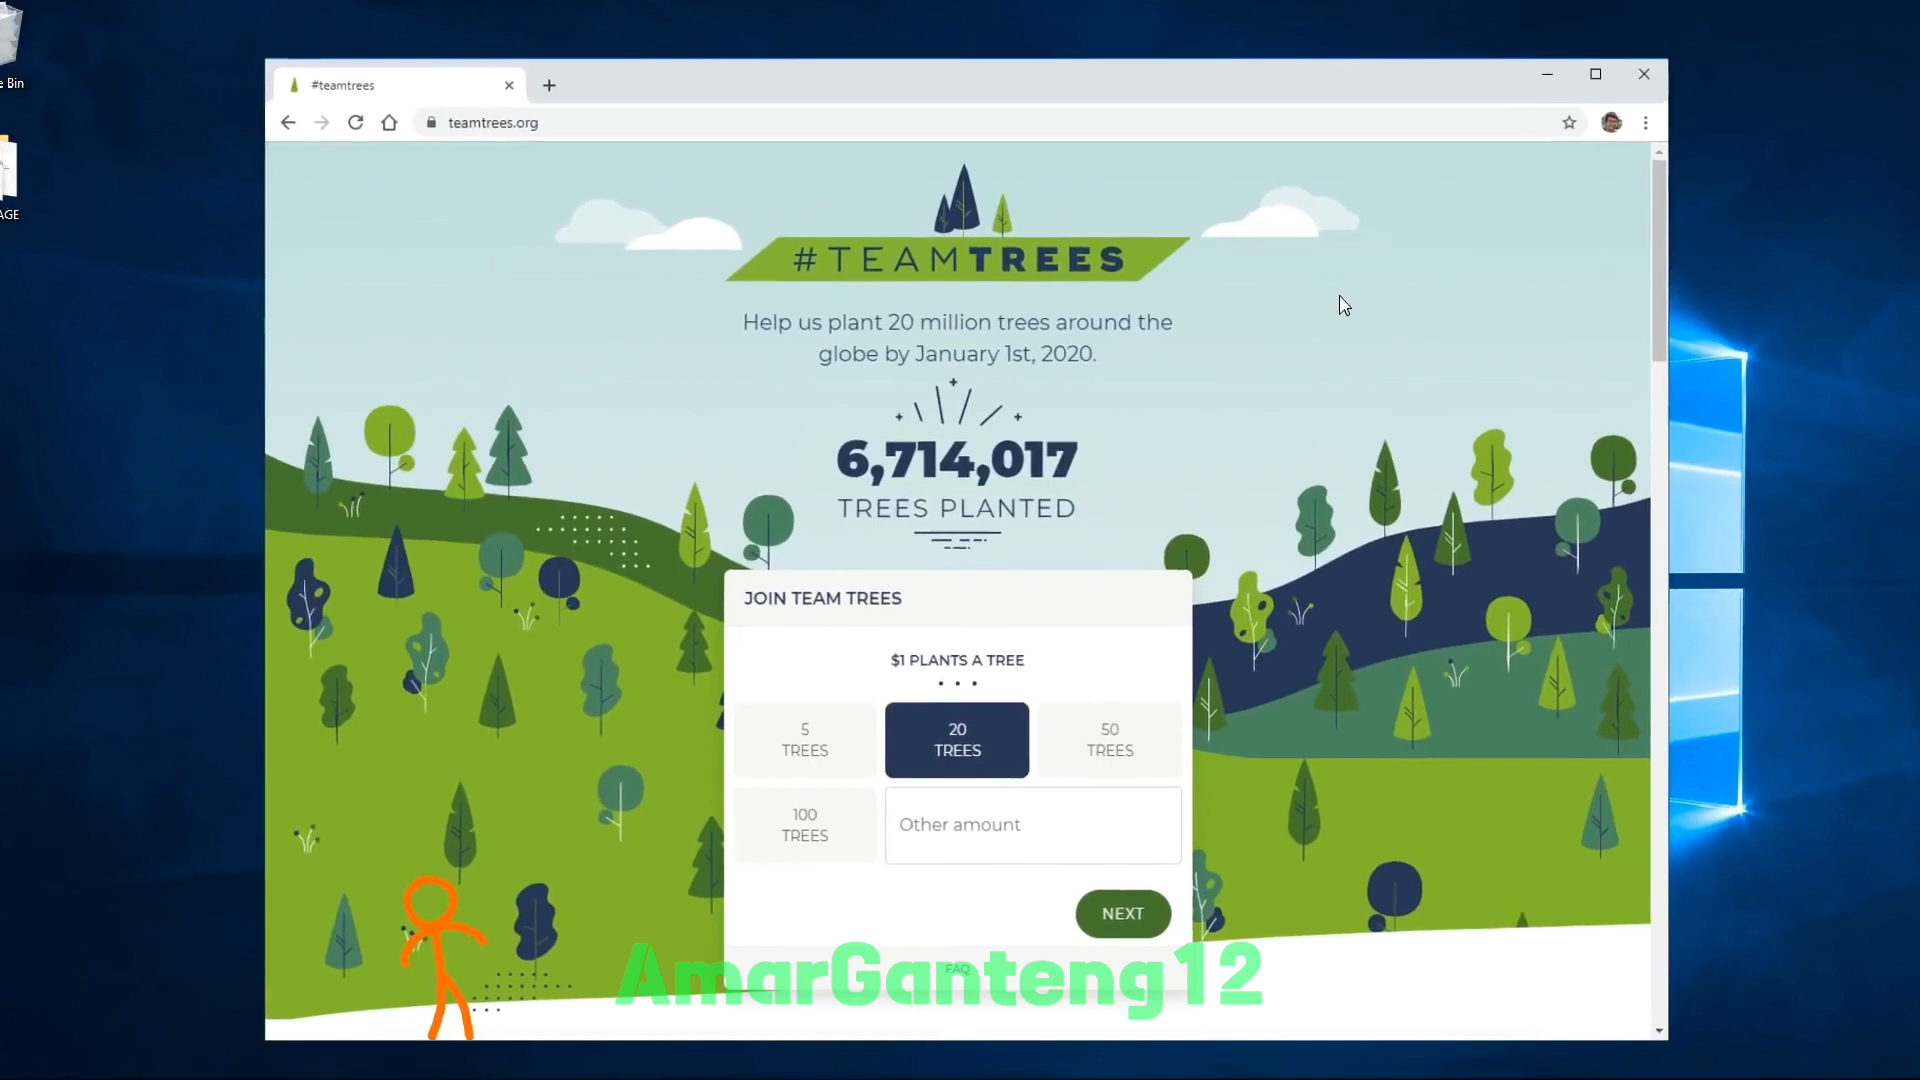 e Bin
AGE
#teamtrees
teamtrees.org
#TEAMTREES
Help us plant 20 million trees around the
globe by January 1st, 2020.
6,714,017
TREES PLANTED
JOIN TEAM TREES
$1 PLANTS A TREE
5
TREES
20
TREES
50
TREES
100
TREES
Other amount
NEXT
FAQ
AmarGanteng12